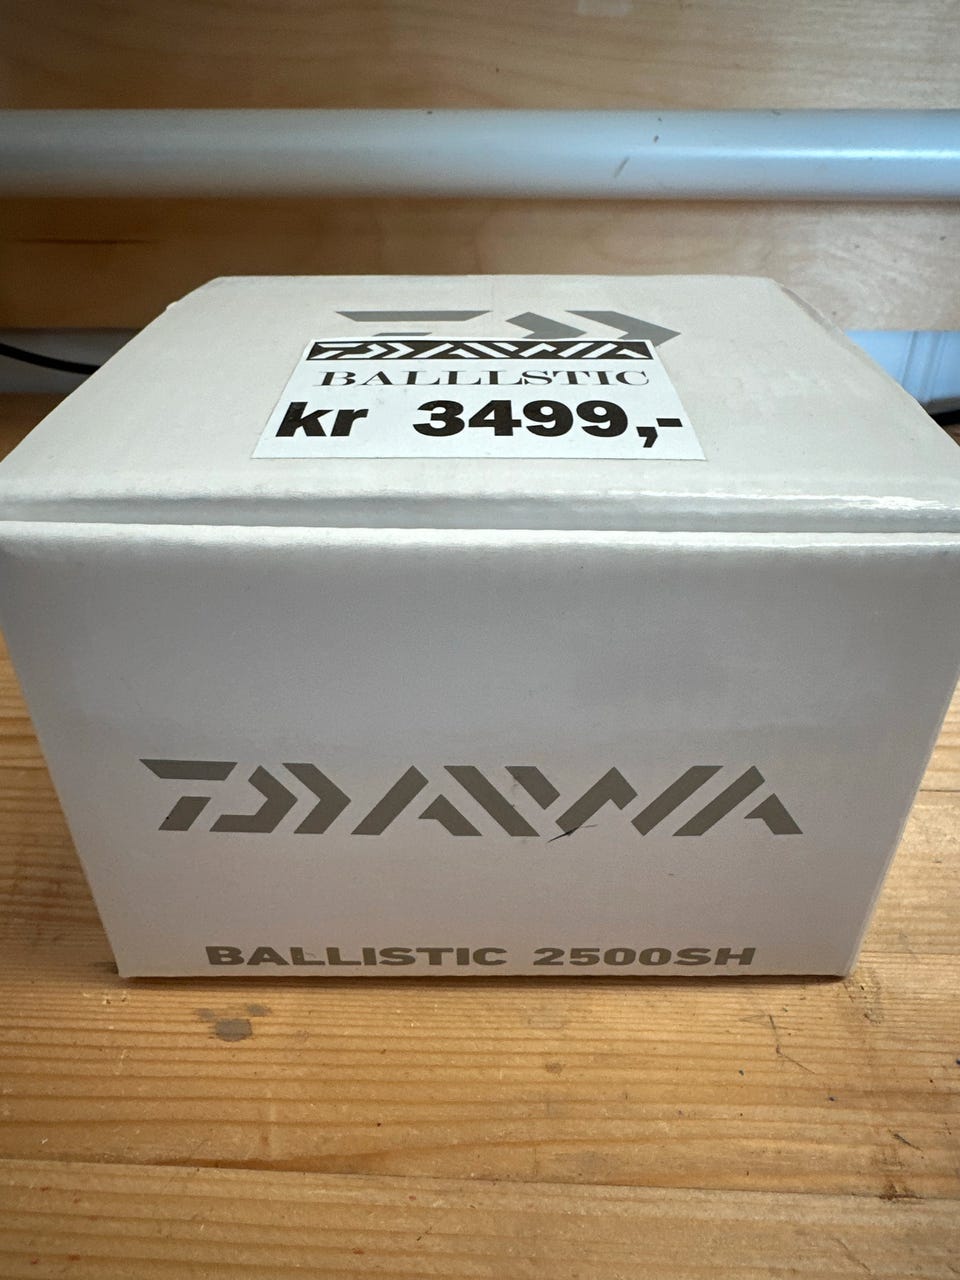 DAIWA
BALLLSTIC
kr 3499,-
DAIWA
BALLISTIC 2500SH